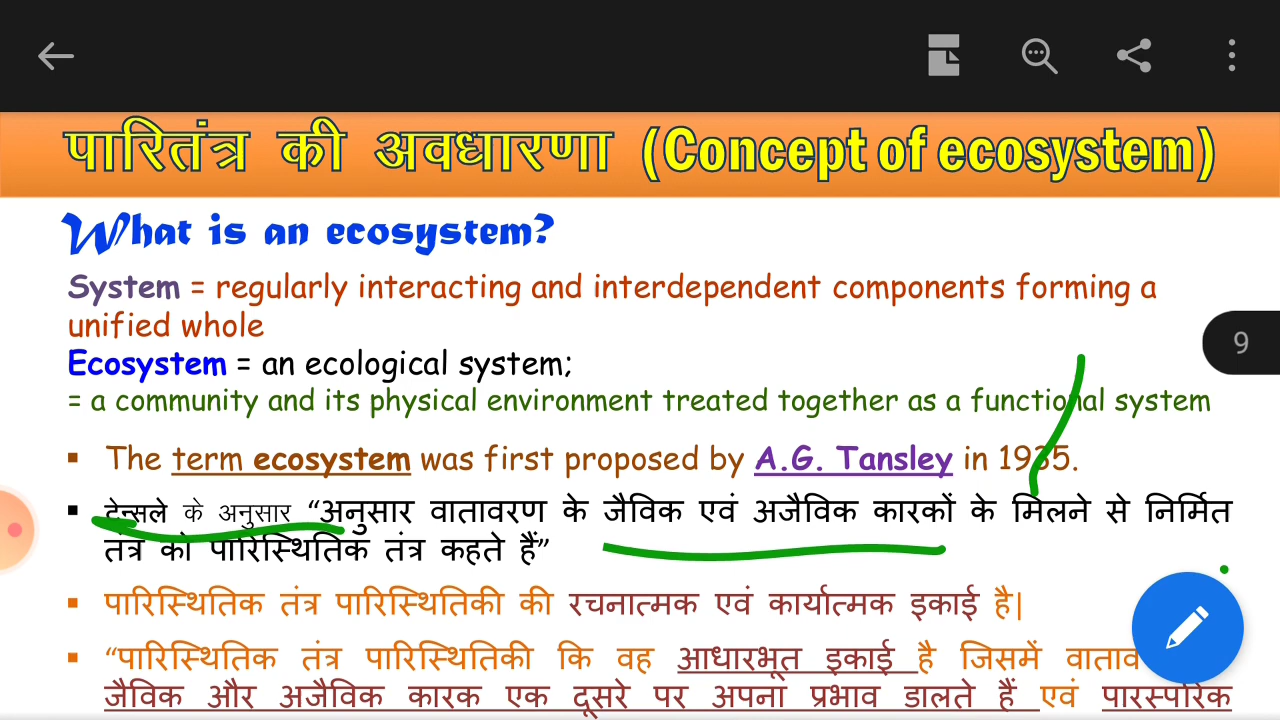 पारितंत्र की अवधारणा (Concept of ecosystem)
What is an ecosystem?
System = regularly interacting and interdependent components forming a
unified whole
9
Ecosystem = an ecological system;
= a community and its physical environment treated together as a functional system
▪ The term ecosystem was first proposed by A.G. Tansley in 1935.
▪ टेन्सले के अनुसार “अनुसार वातावरण के जैविक एवं अजैविक कारकों के मिलने से निर्मित
तंत्र को पारिस्थितिक तंत्र कहते हैं”
▪ पारिस्थितिक तंत्र पारिस्थितिकी की रचनात्मक एवं कार्यात्मक इकाई है|
▪ “पारिस्थितिक तंत्र पारिस्थितिकी कि वह आधारभूत इकाई है जिसमें
जैविक और अजैविक कारक एक दूसरे पर अपना प्रभाव डालते हैं एवं पारस्परिक